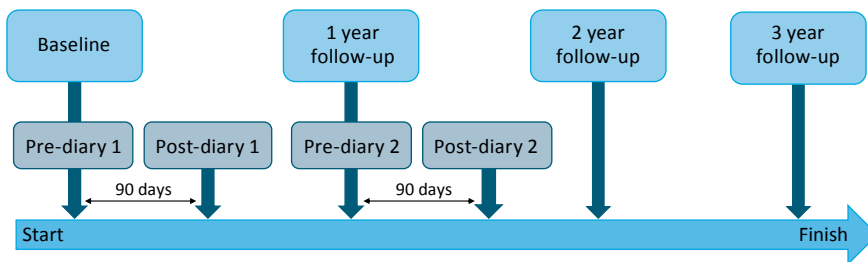 Baseline
1 year
follow-up
2 year
follow-up
3 year
follow-up
Pre-diary 1
Post-diary 1
Pre-diary 2
Post-diary 2
90 days
90 days
Start
Finish